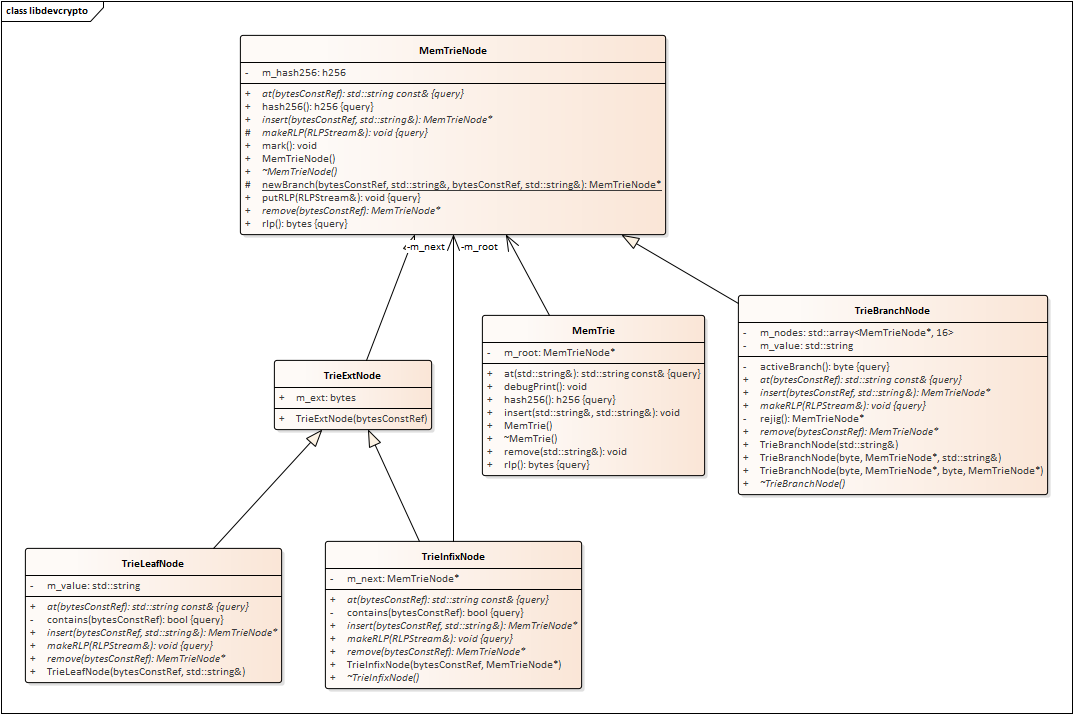 class libdevcrypto
MemTrieNode
- m_hash256: h256
+ at(bytesConstRef): std::string const& {query}
+ hash256(): h256 {query}
+ insert(bytesConstRef, std::string&): MemTrieNode*
# makeRLP(RLPStream&): void {query}
+ mark(): void
+ MemTrieNode()
+ ~MemTrieNode()
# newBranch(bytesConstRef, std::string&, bytesConstRef, std::string&): MemTrieNode*
+ putRLP(RLPStream&): void {query}
+ remove(bytesConstRef): MemTrieNode*
+ rlp(): bytes {query}
-m_next
-m_root
MemTrie
- m_root: MemTrieNode*
+ at(std::string&): std::string const& {query}
+ debugPrint(): void
+ hash256(): h256 {query}
+ insert(std::string&, std::string&): void
+ MemTrie()
+ ~MemTrie()
+ remove(std::string&): void
+ rlp(): bytes {query}
TrieBranchNode
- m_nodes: std::array<MemTrieNode*, 16>
- m_value: std::string
- activeBranch(): byte {query}
+ at(bytesConstRef): std::string const& {query}
+ insert(bytesConstRef, std::string&): MemTrieNode*
+ makeRLP(RLPStream&): void {query}
- rejig(): MemTrieNode*
+ remove(bytesConstRef): MemTrieNode*
+ TrieBranchNode(std::string&)
+ TrieBranchNode(byte, MemTrieNode*, std::string&)
+ TrieBranchNode(byte, MemTrieNode*, byte, MemTrieNode*)
+ ~TrieBranchNode()
TrieExtNode
+ m_ext: bytes
+ TrieExtNode(bytesConstRef)
TrieLeafNode
- m_value: std::string
+ at(bytesConstRef): std::string const& {query}
- contains(bytesConstRef): bool {query}
+ insert(bytesConstRef, std::string&): MemTrieNode*
+ makeRLP(RLPStream&): void {query}
+ remove(bytesConstRef): MemTrieNode*
+ TrieLeafNode(bytesConstRef, std::string&)
TrieInfixNode
- m_next: MemTrieNode*
+ at(bytesConstRef): std::string const& {query}
- contains(bytesConstRef): bool {query}
+ insert(bytesConstRef, std::string&): MemTrieNode*
+ makeRLP(RLPStream&): void {query}
+ remove(bytesConstRef): MemTrieNode*
+ TrieInfixNode(bytesConstRef, MemTrieNode*)
+ ~TrieInfixNode()